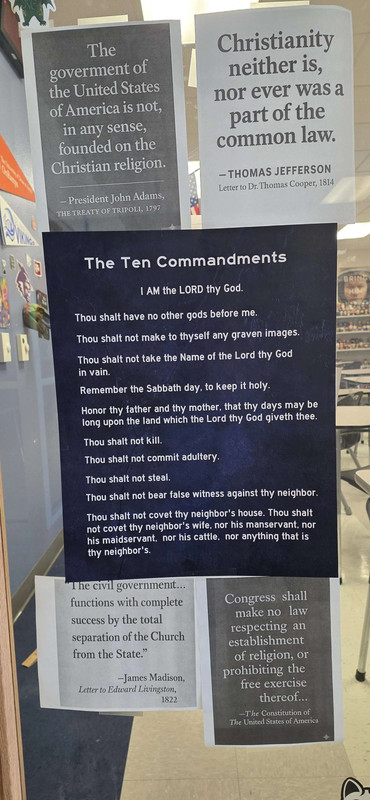 The
government of
the United States
of America is not,
in any sense,
founded on the
Christian religion.
—President John Adams,
THE TREATY OF TRIPOLI, 1797
Christianity
neither is,
nor ever was a
part of the
common law.
—THOMAS JEFFERSON
Letter to Dr. Thomas Cooper, 1814
The Ten Commandments
I AM the LORD thy God.
Thou shalt have no other gods before me.
Thou shalt not make to thyself any graven images.
Thou shalt not take the Name of the Lord thy God
in vain.
Remember the Sabbath day, to keep it holy.
Honor thy father and thy mother, that thy days may be
long upon the land which the Lord thy God giveth thee.
Thou shalt not kill.
Thou shalt not commit adultery.
Thou shalt not steal.
Thou shalt not bear false witness against thy neighbor.
Thou shalt not covet thy neighbor's house. Thou shalt
not covet thy neighbor's wife, nor his manservant, nor
his maidservant, nor his cattle, nor anything that is
thy neighbor's.
The civil government...
functions with complete
success by the total
separation of the Church
from the State."
—James Madison,
Letter to Edward Livingston,
1822
Congress shall
make no law
respecting an
establishment
of religion, or
prohibiting the
free exercise
thereof...
—The Constitution of
The United States of America